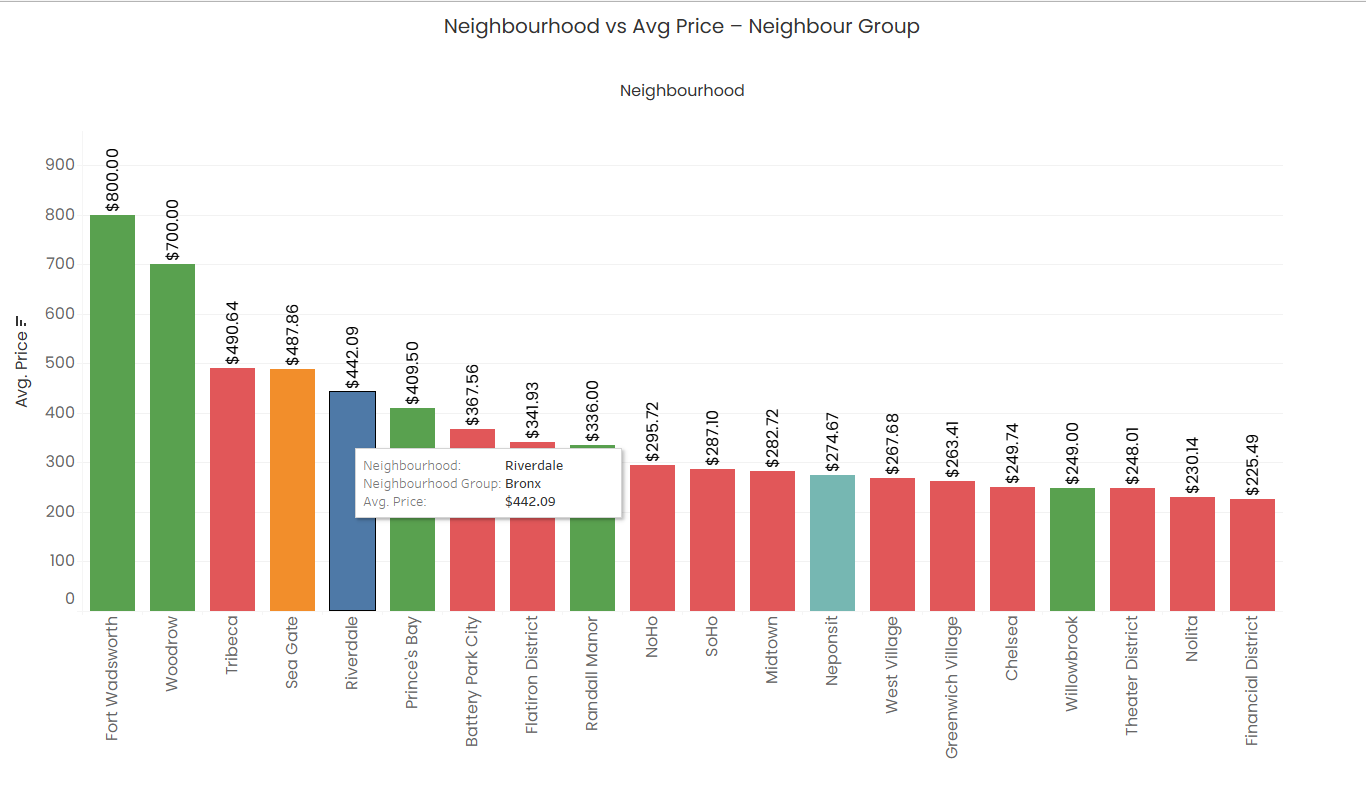 Neighbourhood vs Avg Price – Neighbour Group
Neighbourhood
Avg. Price
900
800
700
600
500
400
300
200
100
0
$800.00
$700.00
$490.64
$487.86
$442.09
$409.50
$367.56
$341.93
$336.00
$295.72
$287.10
$282.72
$274.67
$267.68
$263.41
$249.74
$249.00
$248.01
$230.14
$225.49
Neighbourhood: Riverdale
Neighbourhood Group: Bronx
Avg. Price: $442.09
Fort Wadsworth
Woodrow
Tribeca
Sea Gate
Riverdale
Prince's Bay
Battery Park City
Flatiron District
Randall Manor
NoHo
SoHo
Midtown
Neponsit
West Village
Greenwich Village
Chelsea
Willowbrook
Theater District
Nolita
Financial District